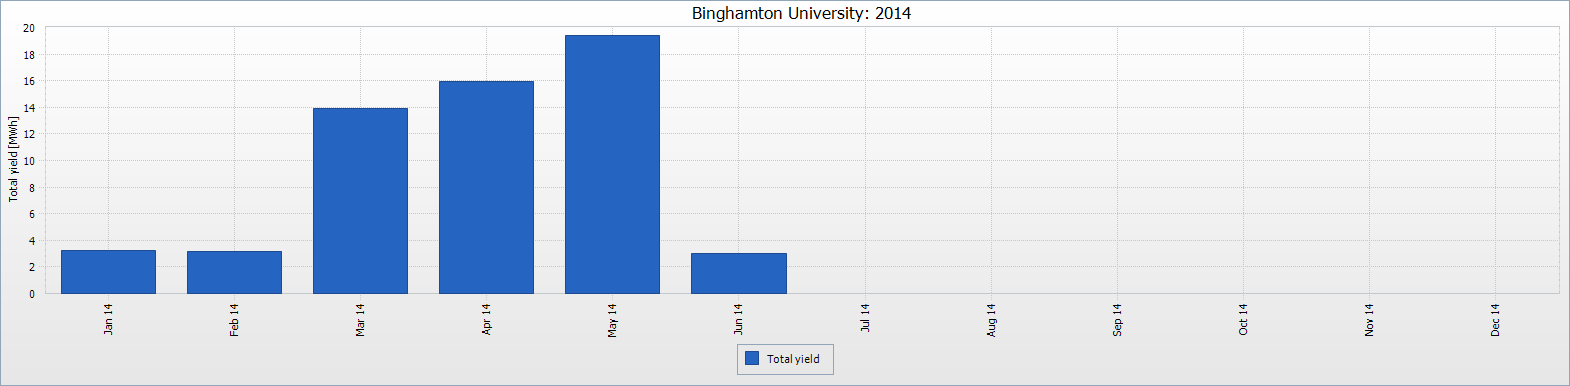 Binghamton University: 2014
Total yield [MWh]
20
18
16
14
12
10
8
6
4
2
0
Jan 14
Feb 14
Mar 14
Apr 14
May 14
Jun 14
Jul 14
Aug 14
Sep 14
Oct 14
Nov 14
Dec 14
Total yield